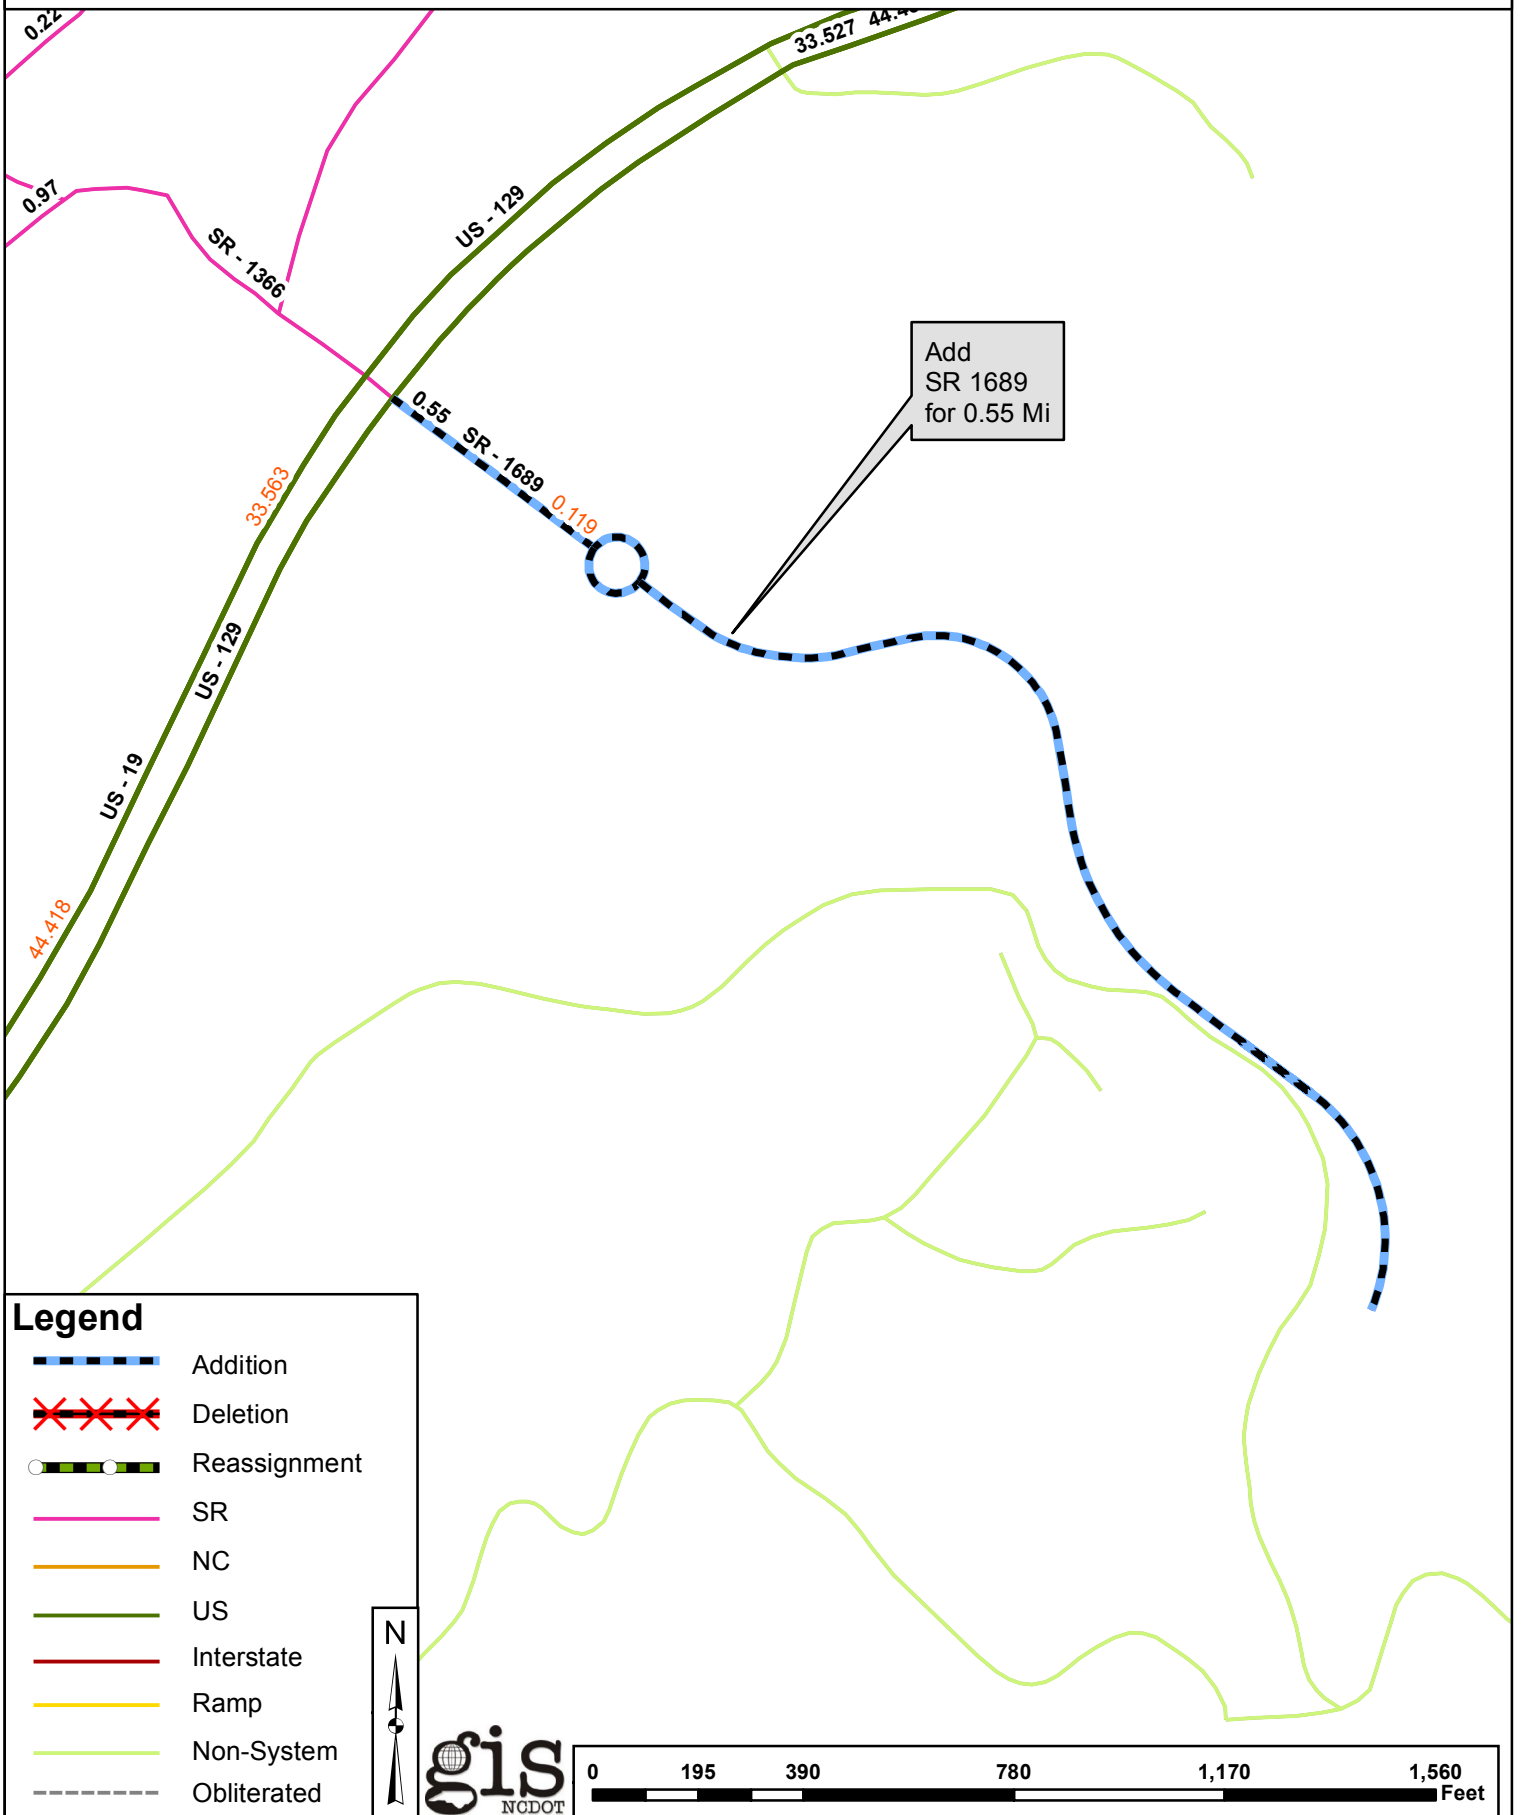 0.22
33.527
0.97
SR - 1366
US - 129
Add
SR 1689
for 0.55 Mi
0.55
SR - 1689
0.119
33.563
US - 129
US - 19
44.418
Legend
Addition
Deletion
Reassignment
SR
NC
US
Interstate
Ramp
Non-System
Obliterated
N
gis
NCDOT
0 195 390 780 1,170 1,560
Feet